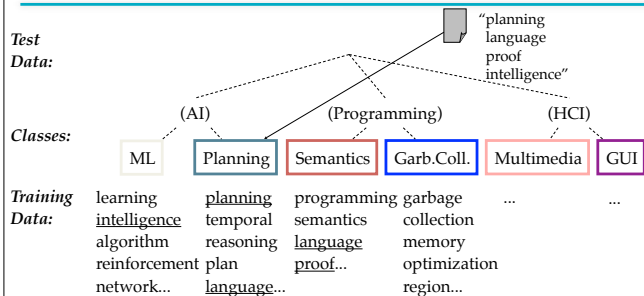 "planning
language
proof
intelligence"
Test
Data:
(AI) (Programming) (HCI)
Classes:
ML Planning Semantics Garb.Coll. Multimedia GUI
Training
Data:
learning planning programming garbage ... ...
intelligence temporal semantics collection
algorithm reasoning language memory
reinforcement plan proof... optimization
network... language... region...